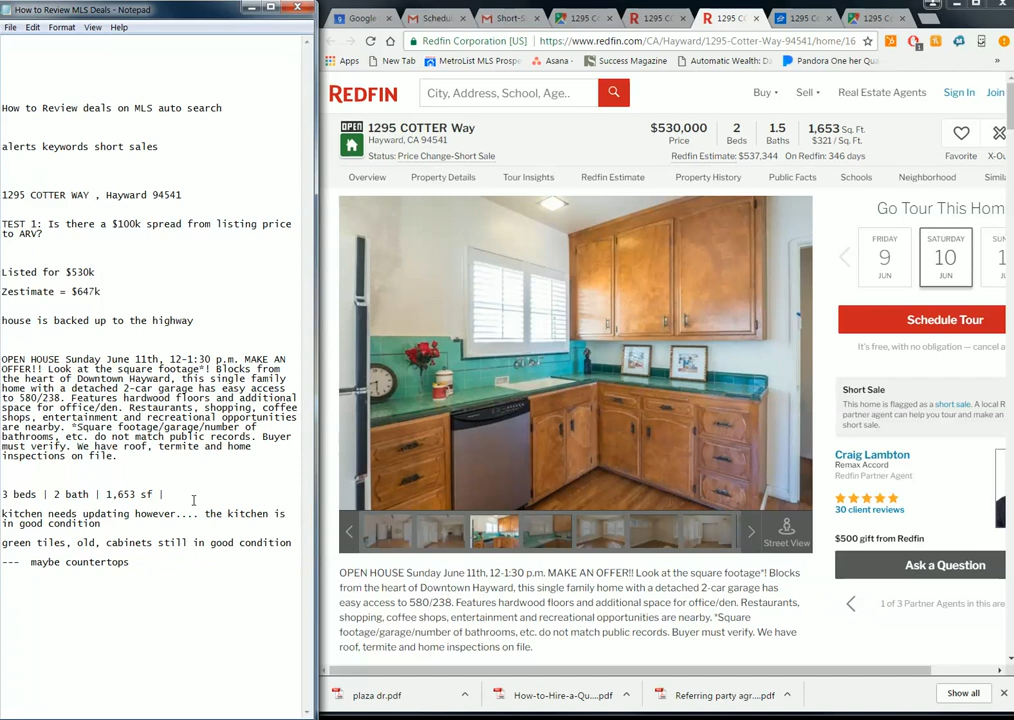 How to Review MLS Deals - Notepad
File Edit Format View Help
How to Review deals on MLS auto search
alerts keywords short sales
1295 COTTER WAY , Hayward 94541
TEST 1: Is there a $100k spread from listing price
to ARV?
Listed for $530k
Zestimate = $647k
house is backed up to the highway
OPEN HOUSE Sunday June 11th, 12-1:30 p.m. MAKE AN
OFFER!! Look at the square footage*! Blocks from
the heart of Downtown Hayward, this single family
home with a detached 2-car garage has easy access
to 580/238. Features hardwood floors and additional
space for office/den. Restaurants, shopping, coffee
shops, entertainment and recreational opportunities
are nearby. *Square footage/garage/number of
bathrooms, etc. do not match public records. Buyer
must verify. We have roof, termite and home
inspections on file.
3 beds | 2 bath | 1,653 sf |
kitchen needs updating however.... the kitchen is
in good condition
green tiles, old, cabinets still in good condition
--- maybe countertops
Google
Schedul
Short-S
1295 C
1295 C
1295 C
1295 C
1295 C
Redfin Corporation [US] | https://www.redfin.com/CA/Hayward/1295-Cotter-Way-94541/home/16
Apps New Tab MetroList MLS Prospe Asana - Success Magazine Automatic Wealth: D Pandora One her Qua »
REDFIN City, Address, School, Age.. Buy Sell Real Estate Agents Sign In Join
OPEN
1295 COTTER Way
Hayward, CA 94541
Status: Price Change-Short Sale
$530,000
Price
2
Beds
1.5
Baths
1,653 Sq. Ft.
$321 / Sq. Ft.
Redfin Estimate: $537,344 On Redfin: 346 days
Favorite X-Ou
Overview Property Details Tour Insights Redfin Estimate Property History Public Facts Schools Neighborhood Simila
Go Tour This Hom
FRIDAY
9
JUN
SATURDAY
10
JUN
SUN
1
JUN
Schedule Tour
It's free, with no obligation — cancel a
Short Sale
This home is flagged as a short sale. A local R
partner agent can help you tour and make an
short sale.
Craig Lambton
Remax Accord
Redfin Partner Agent
30 client reviews
$500 gift from Redfin
Ask a Question
1 of 3 Partner Agents in this are
Street View
OPEN HOUSE Sunday June 11th, 12-1:30 p.m. MAKE AN OFFER!! Look at the square footage*! Blocks
from the heart of Downtown Hayward, this single family home with a detached 2-car garage has
easy access to 580/238. Features hardwood floors and additional space for office/den. Restaurants,
shopping, coffee shops, entertainment and recreational opportunities are nearby. *Square
footage/garage/number of bathrooms, etc. do not match public records. Buyer must verify. We have
roof, termite and home inspections on file.
plaza dr.pdf
How-to-Hire-a-Qu....pdf
Referring party agr....pdf
Show all